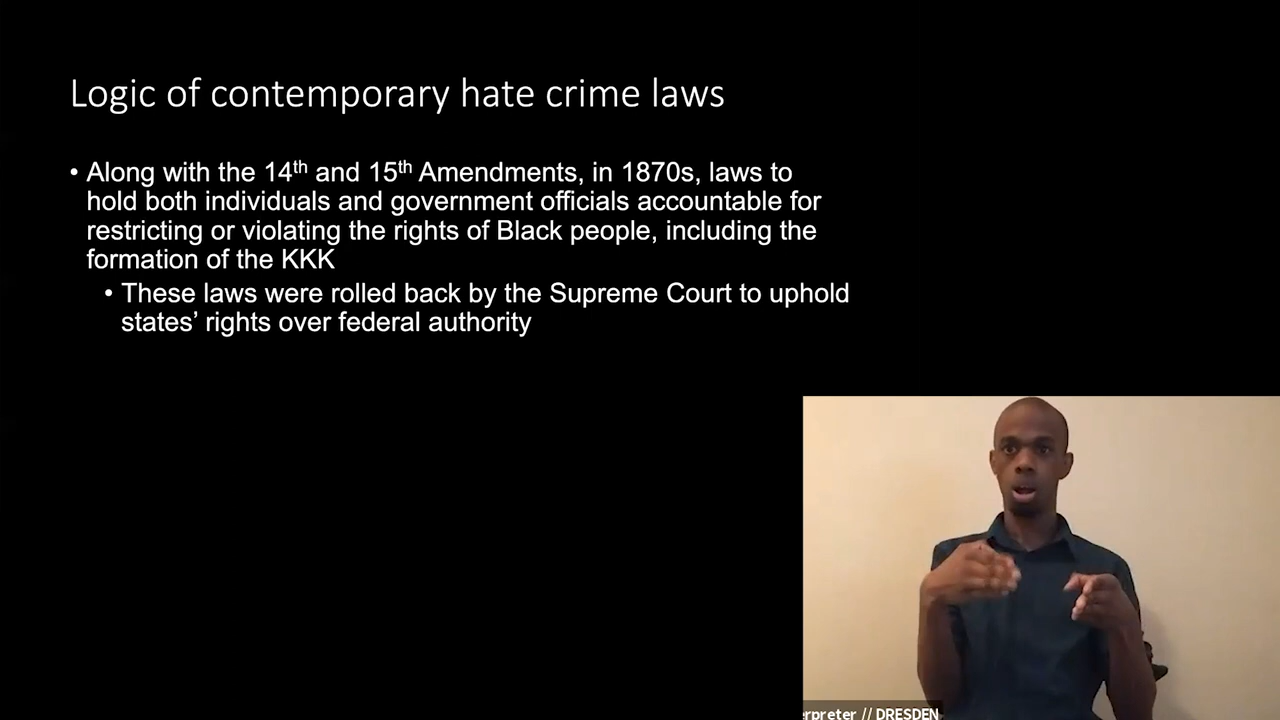 Logic of contemporary hate crime laws
• Along with the 14th and 15th Amendments, in 1870s, laws to
hold both individuals and government officials accountable for
restricting or violating the rights of Black people, including the
formation of the KKK
• These laws were rolled back by the Supreme Court to uphold
states’ rights over federal authority
erpreter // DRESDEN